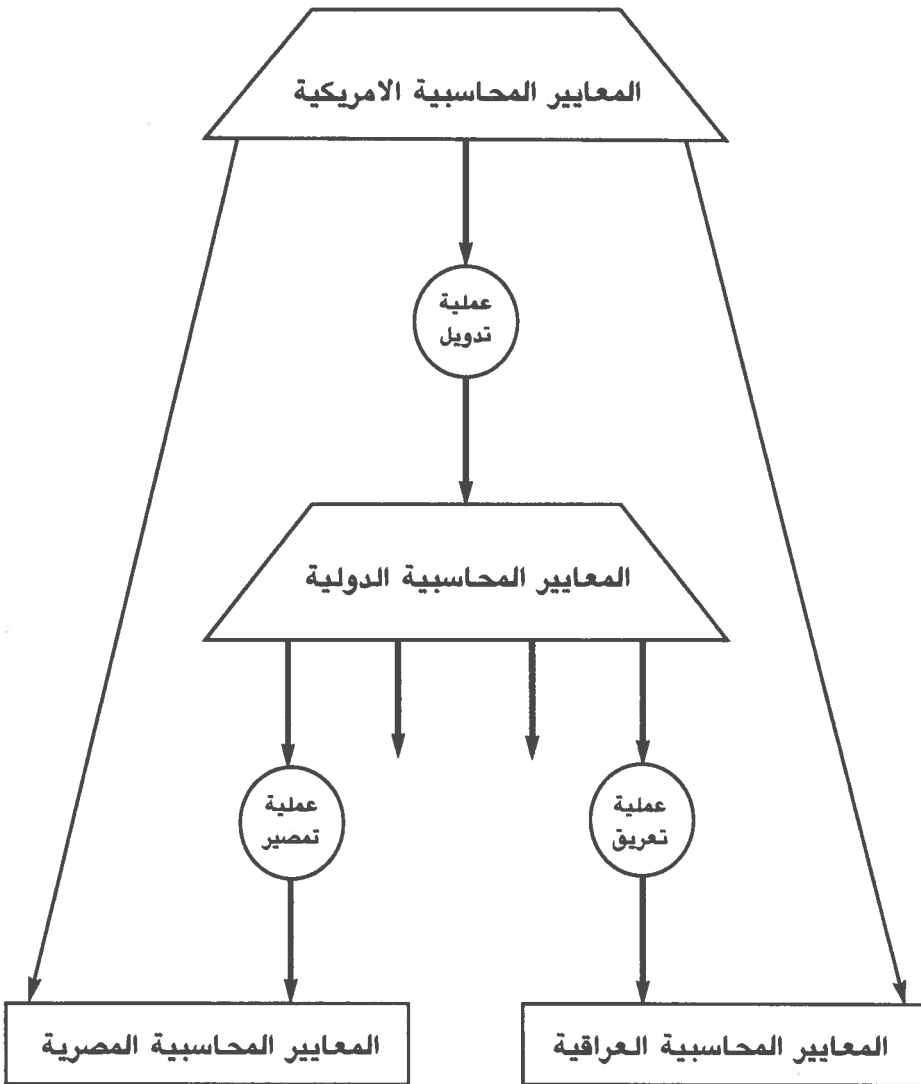 المعايير المحاسبية الامريكية
عملية
تدويل
المعايير المحاسبية الدولية
عملية
تعريق
عملية
تمصير
المعايير المحاسبية العراقية
المعايير المحاسبية المصرية